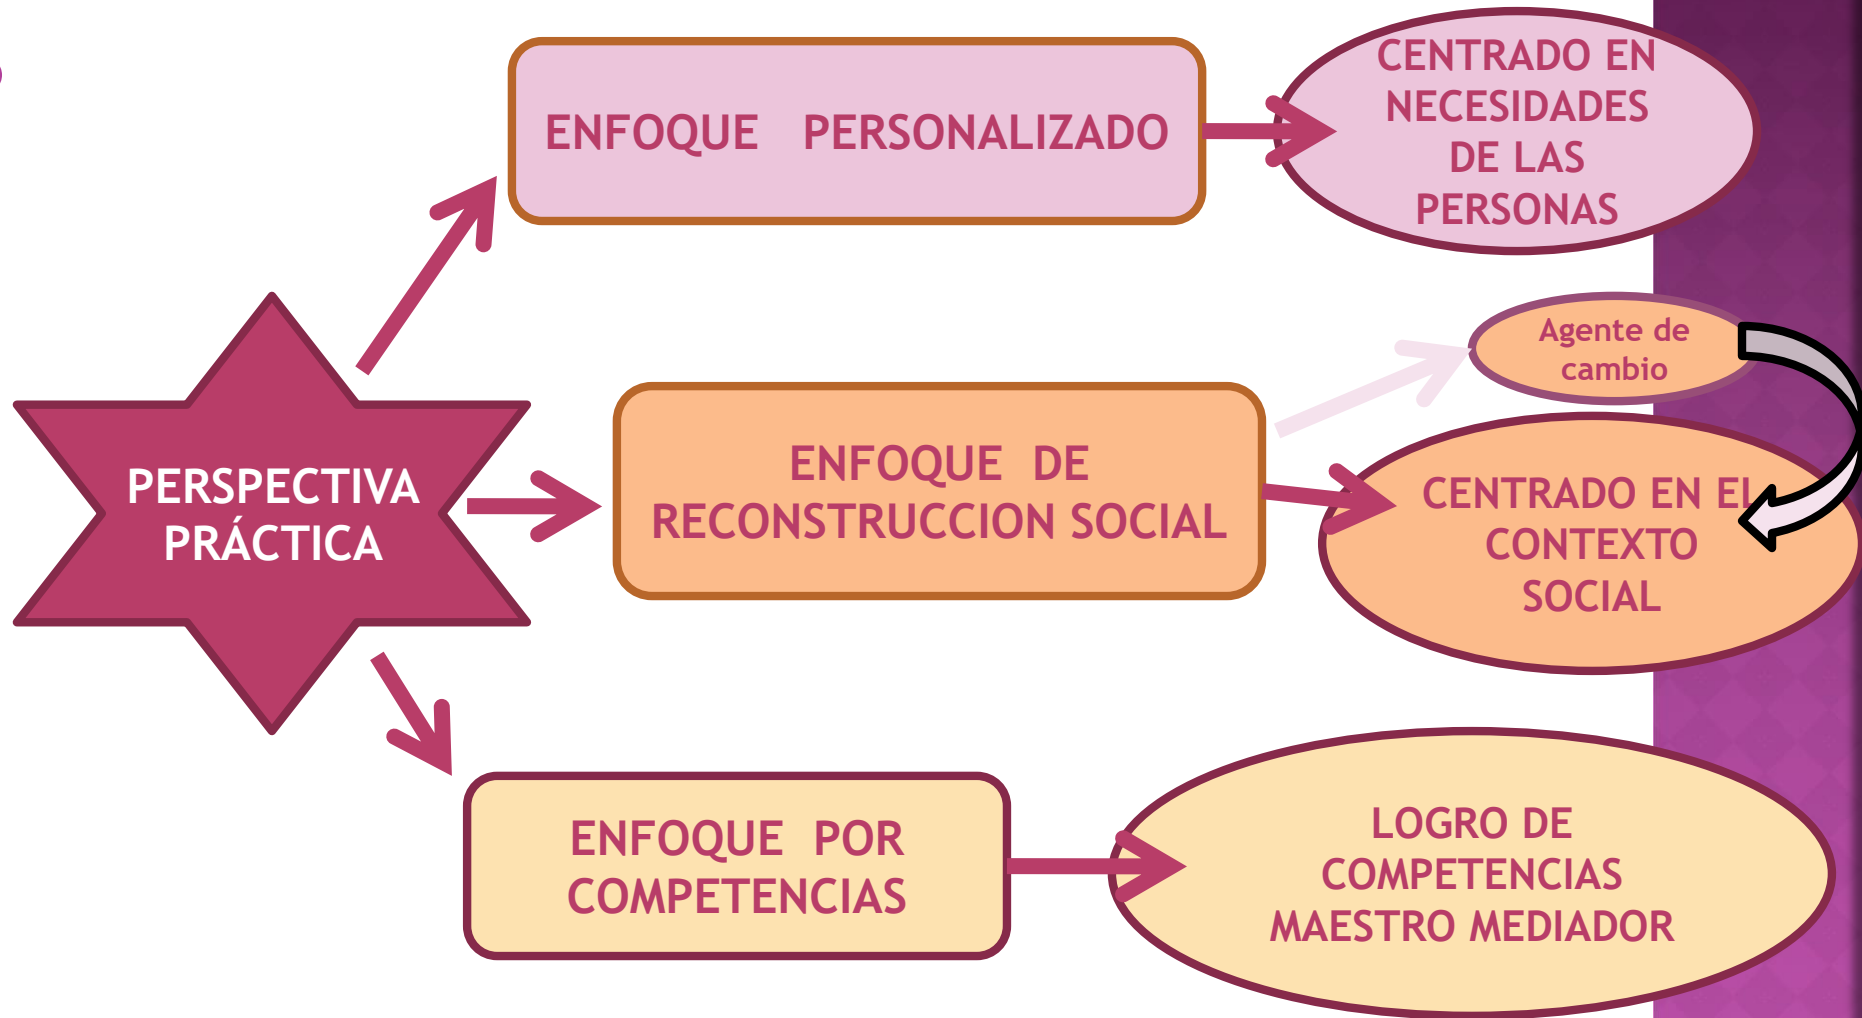 ENFOQUE PERSONALIZADO
CENTRADO EN
NECESIDADES
DE LAS
PERSONAS
PERSPECTIVA
PRÁCTICA
ENFOQUE DE
RECONSTRUCCION SOCIAL
Agente de
cambio
CENTRADO EN EL
CONTEXTO
SOCIAL
ENFOQUE POR
COMPETENCIAS
LOGRO DE
COMPETENCIAS
MAESTRO MEDIADOR